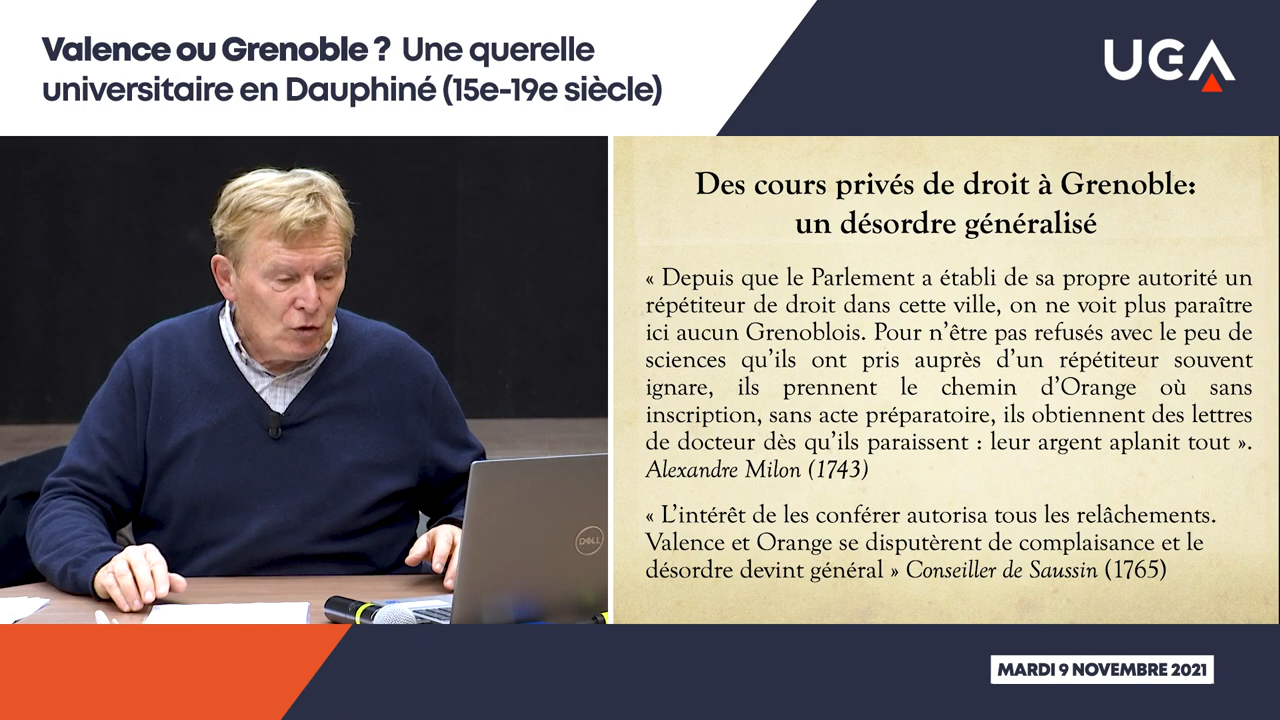 Valence ou Grenoble ? Une querelle
universitaire en Dauphiné (15e-19e siècle)
UGA
Des cours privés de droit à Grenoble:
un désordre généralisé
« Depuis que le Parlement a établi de sa propre autorité un
répétiteur de droit dans cette ville, on ne voit plus paraître
ici aucun Grenoblois. Pour n’être pas refusés avec le peu de
sciences qu’ils ont pris auprès d’un répétiteur souvent
ignare, ils prennent le chemin d’Orange où sans
inscription, sans acte préparatoire, ils obtiennent des lettres
de docteur dès qu’ils paraissent : leur argent aplanit tout ».
Alexandre Milon (1743)
« L’intérêt de les conférer autorisa tous les relâchements.
Valence et Orange se disputèrent de complaisance et le
désordre devint général » Conseiller de Saussin (1765)
DELL
MARDI 9 NOVEMBRE 2021